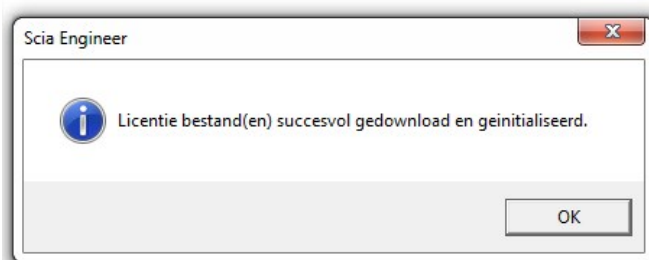 Scia Engineer
Licentie bestand(en) succesvol gedownload en geinitialiseerd.
OK